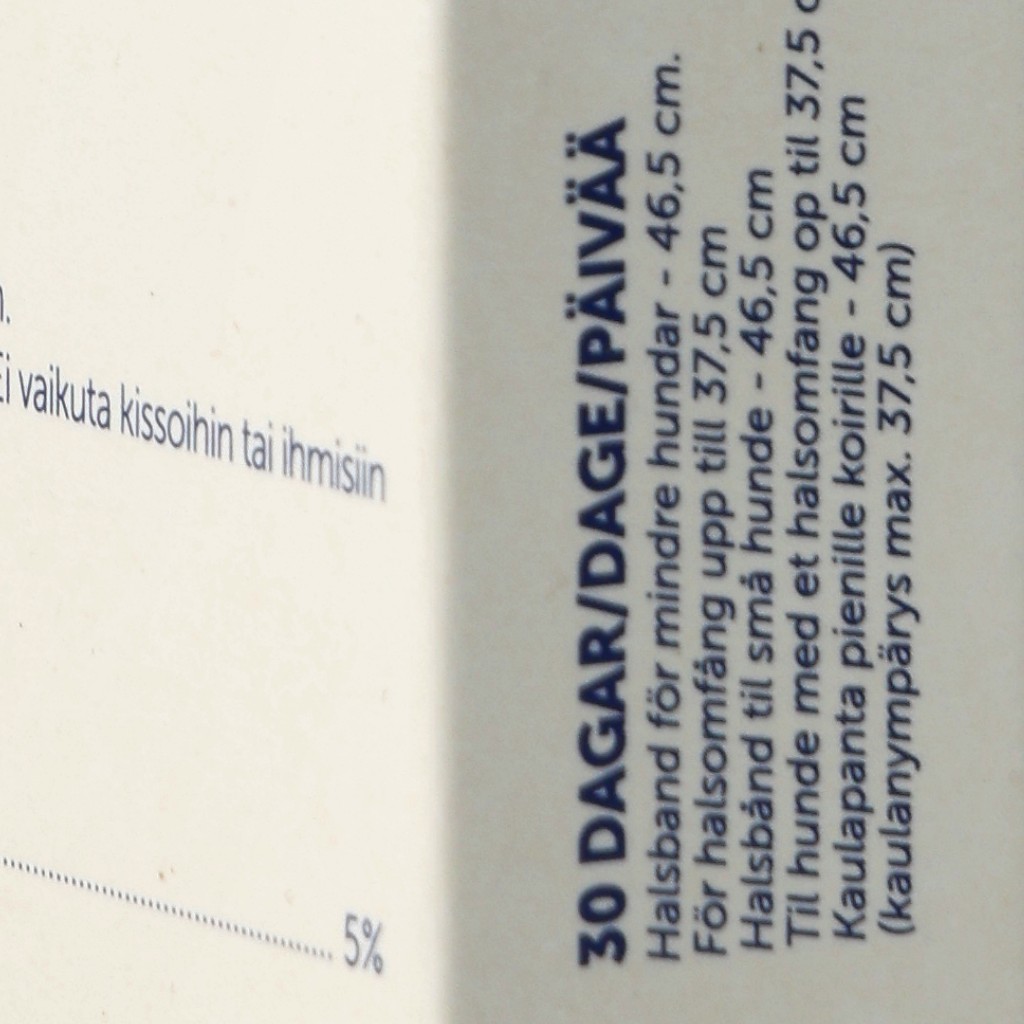 Ei vaikuta kissoihin tai ihmisiin
5%
30 DAGAR/DAGE/PÄIVÄÄ
Halsband för mindre hundar - 46,5 cm.
För halsomfång upp till 37,5 cm
Halsbånd til små hunde - 46,5 cm
Til hunde med et halsomfang op til 37,5
Kaulapanta pienille koirille - 46,5 cm
(kaulanympärys max. 37,5 cm)